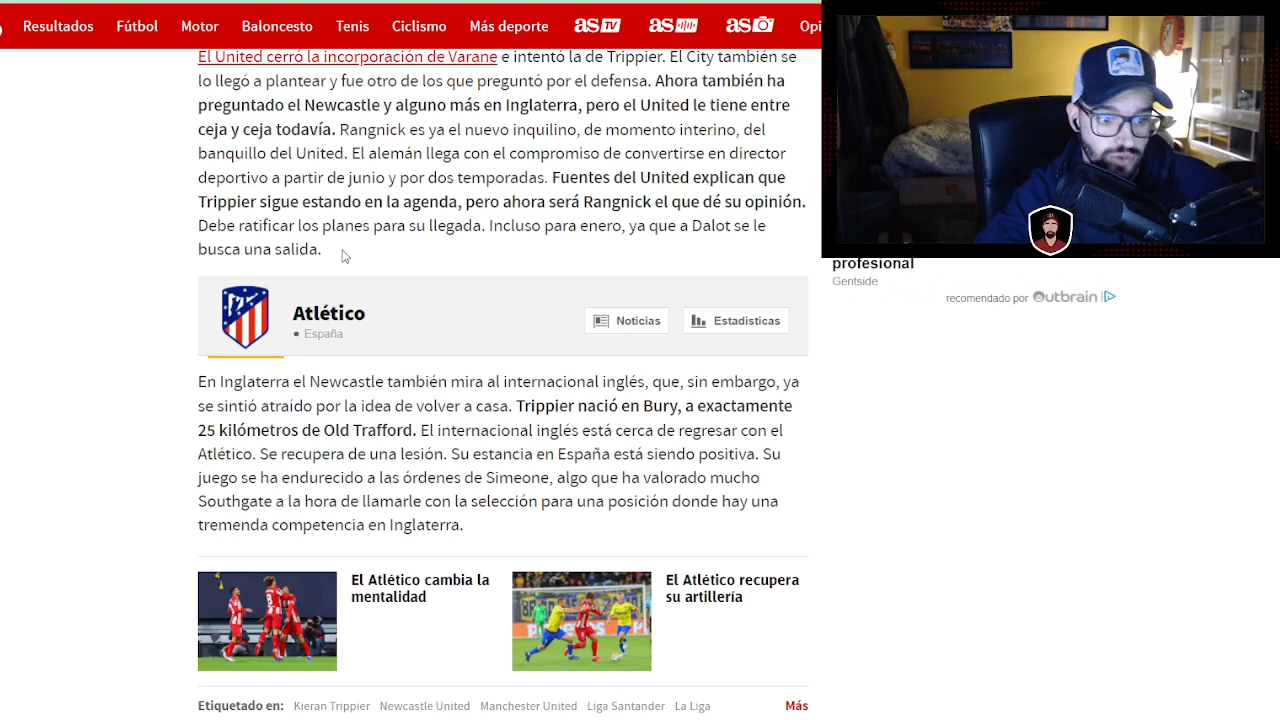 Resultados Fútbol Motor Baloncesto Tenis Ciclismo Más deporte as TV as as Opi
El United cerró la incorporación de Varane e intentó la de Trippier. El City también se
lo llegó a plantear y fue otro de los que preguntó por el defensa. Ahora también ha
preguntado el Newcastle y alguno más en Inglaterra, pero el United le tiene entre
ceja y ceja todavía. Rangnick es ya el nuevo inquilino, de momento interino, del
banquillo del United. El alemán llega con el compromiso de convertirse en director
deportivo a partir de junio y por dos temporadas. Fuentes del United explican que
Trippier sigue estando en la agenda, pero ahora será Rangnick el que dé su opinión.
Debe ratificar los planes para su llegada. Incluso para enero, ya que a Dalot se le
busca una salida.
profesional
Gentside
recomendado por Outbrain
Atlético
España
Noticias
Estadísticas
En Inglaterra el Newcastle también mira al internacional inglés, que, sin embargo, ya
se sintió atraído por la idea de volver a casa. Trippier nació en Bury, a exactamente
25 kilómetros de Old Trafford. El internacional inglés está cerca de regresar con el
Atlético. Se recupera de una lesión. Su estancia en España está siendo positiva. Su
juego se ha endurecido a las órdenes de Simeone, algo que ha valorado mucho
Southgate a la hora de llamarle con la selección para una posición donde hay una
tremenda competencia en Inglaterra.
El Atlético cambia la
mentalidad
El Atlético recupera
su artillería
Etiquetado en: Kieran Trippier Newcastle United Manchester United Liga Santander La Liga Más